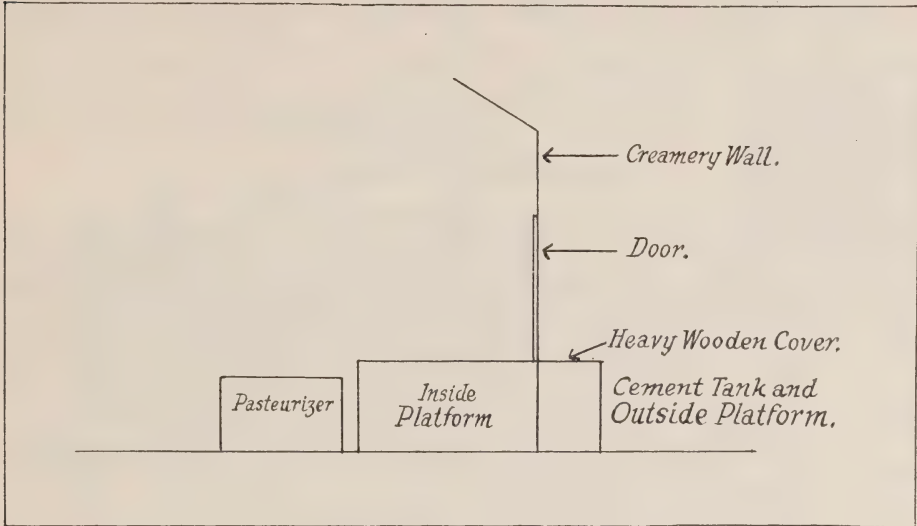 Creamery Wall.
Door.
Heavy Wooden Cover.
Pasteurizer
Inside
Platform
Cement Tank and
Outside Platform.